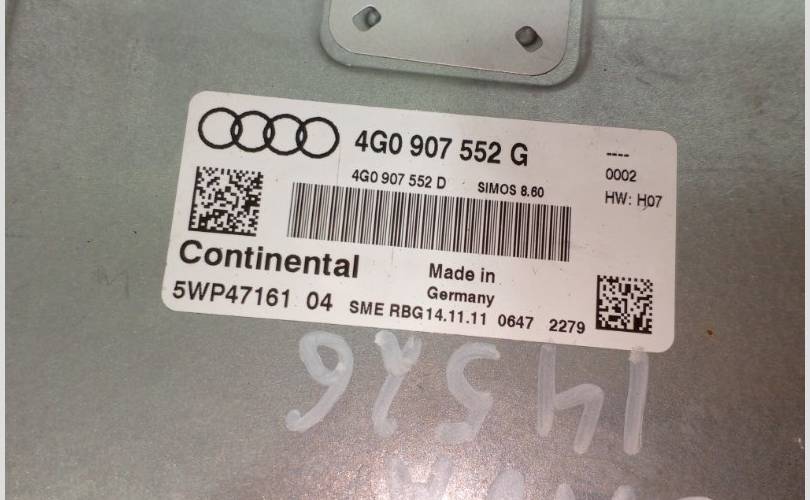 4G0 907 552 G
----
4G0 907 552 D SIMOS 8.60
0002
HW: H07
Continental
Made in
Germany
5WP47161 04 SME RBG14.11.11 0647 2279
14526